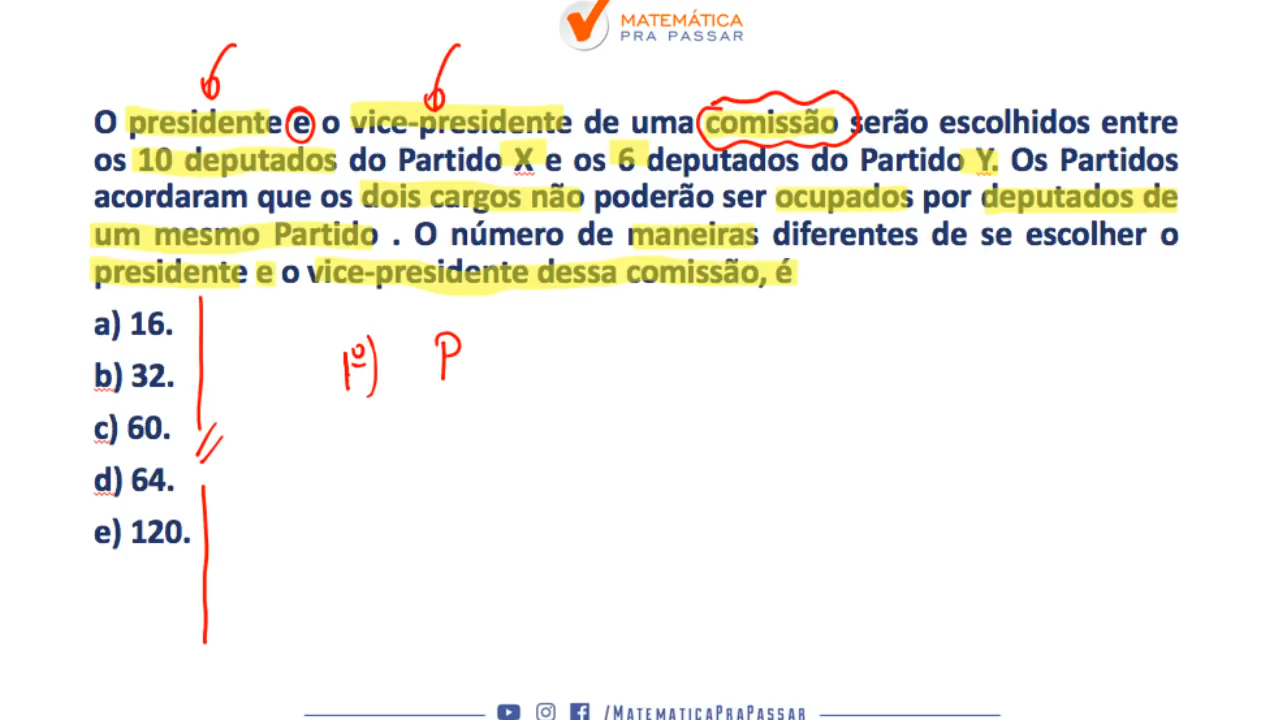 MATEMÁTICA
PRA PASSAR
O presidente e o vice-presidente de uma comissão serão escolhidos entre
os 10 deputados do Partido X e os 6 deputados do Partido Y. Os Partidos
acordaram que os dois cargos não poderão ser ocupados por deputados de
um mesmo Partido . O número de maneiras diferentes de se escolher o
presidente e o vice-presidente dessa comissão, é
a) 16.
b) 32.
c) 60.
d) 64.
e) 120.
1º) P
/MATEMATICAPRAPASSAR